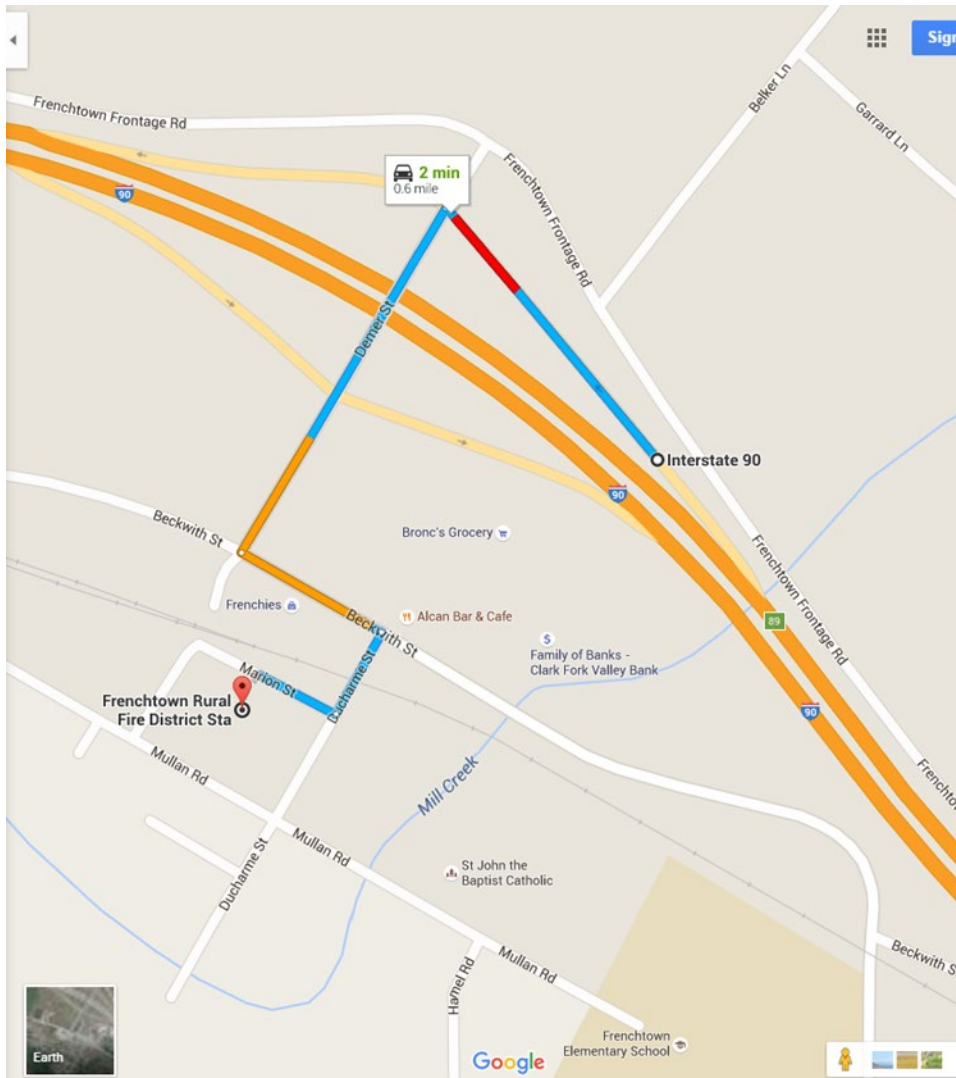 Sign
Belker Ln
Garrard Ln
Frenchtown Frontage Rd
2 min
0.6 mile
Frenchtown Frontage Rd
90
Demer St
Interstate 90
90
Beckwith St
Bronc's Grocery
Frenchtown Frontage Rd
Frenchies
Alcan Bar & Cafe
Beckwith St
89
Family of Banks -
Clark Fork Valley Bank
Marion St
Ducharme St
Frenchtown Rural
Fire District Sta
90
Mullan Rd
Frenchto
Mill Creek
Mullan Rd
Ducharme St
St John the
Baptist Catholic
Mullan Rd
Beckwith S
Hamel Rd
Frenchtown
Elementary School
Earth
Google